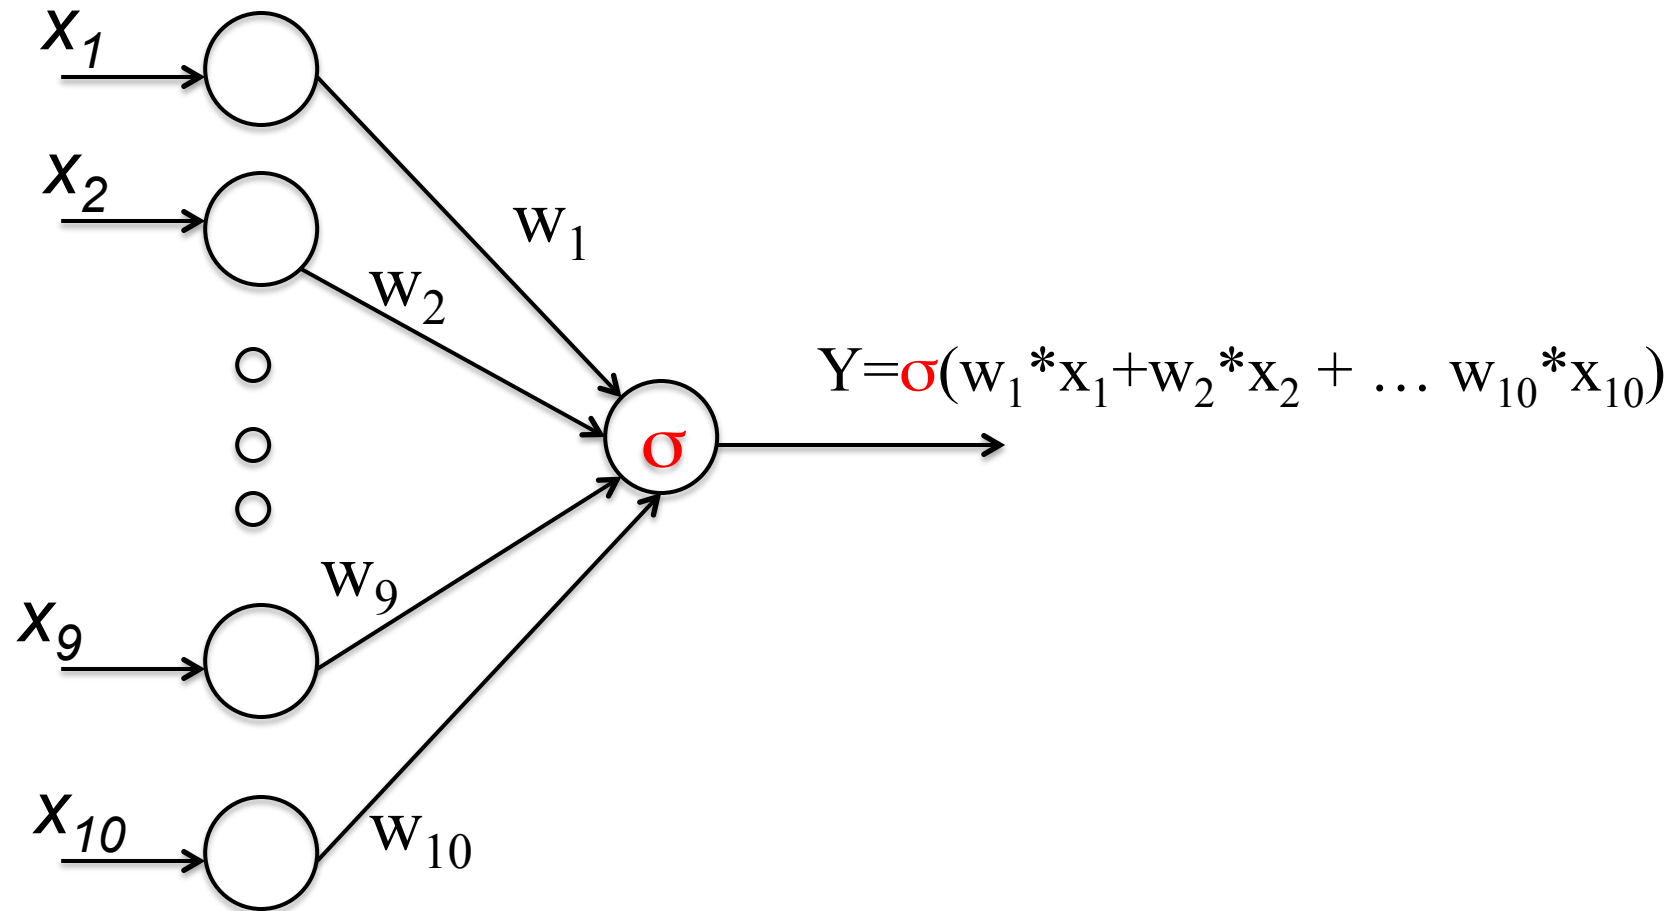 x₁
x₂
w₁
w₂
Y=σ(w₁*x₁+w₂*x₂ + … w₁₀*x₁₀)
σ
w₉
x₉
x₁₀
w₁₀